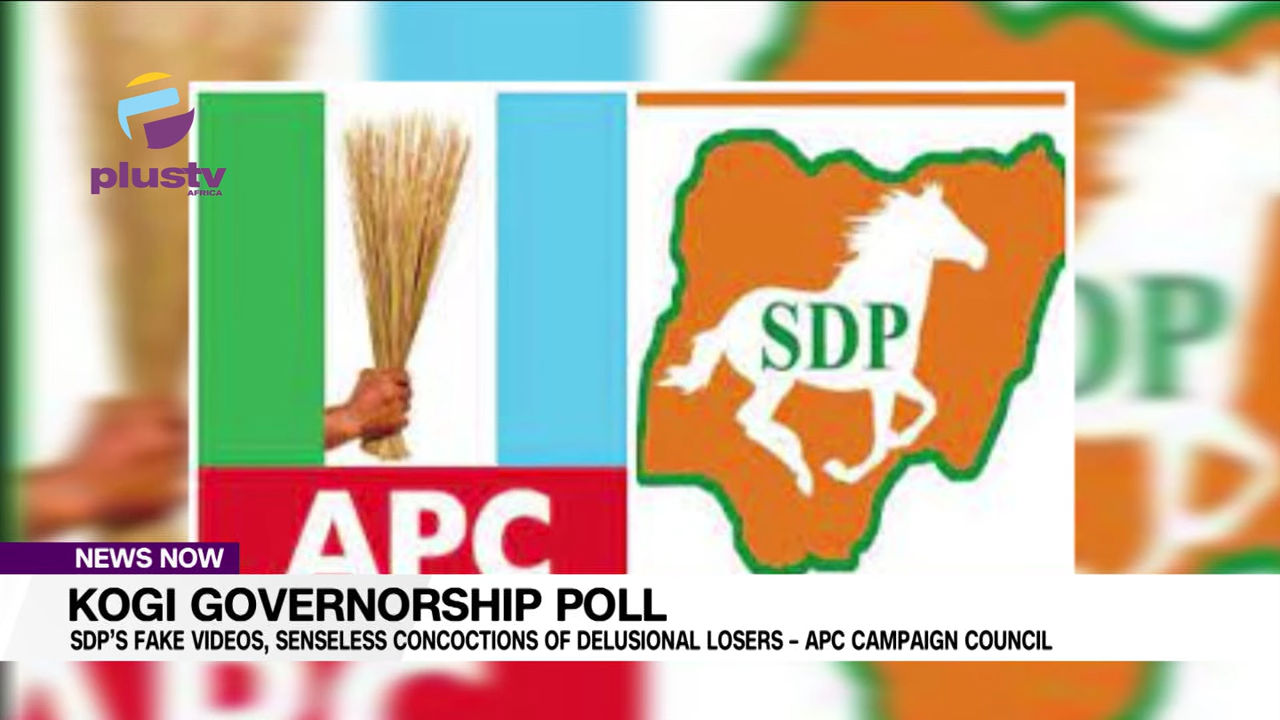 plustv
AFRICA
APC
SDP
DP
NEWS NOW
KOGI GOVERNORSHIP POLL
SDP'S FAKE VIDEOS, SENSELESS CONCOCTIONS OF DELUSIONAL LOSERS – APC CAMPAIGN COUNCIL